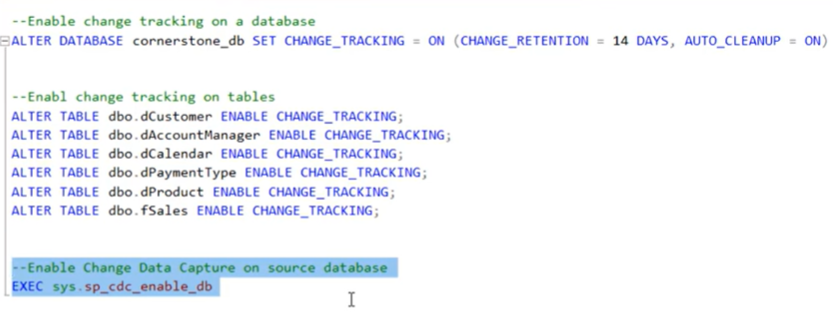 --Enable change tracking on a database
ALTER DATABASE cornerstone_db SET CHANGE_TRACKING = ON (CHANGE_RETENTION = 14 DAYS, AUTO_CLEANUP = ON)
--Enabl change tracking on tables
ALTER TABLE dbo.dCustomer ENABLE CHANGE_TRACKING;
ALTER TABLE dbo.dAccountManager ENABLE CHANGE_TRACKING;
ALTER TABLE dbo.dCalendar ENABLE CHANGE_TRACKING;
ALTER TABLE dbo.dPaymentType ENABLE CHANGE_TRACKING;
ALTER TABLE dbo.dProduct ENABLE CHANGE_TRACKING;
ALTER TABLE dbo.fSales ENABLE CHANGE_TRACKING;
--Enable Change Data Capture on source database
EXEC sys.sp_cdc_enable_db